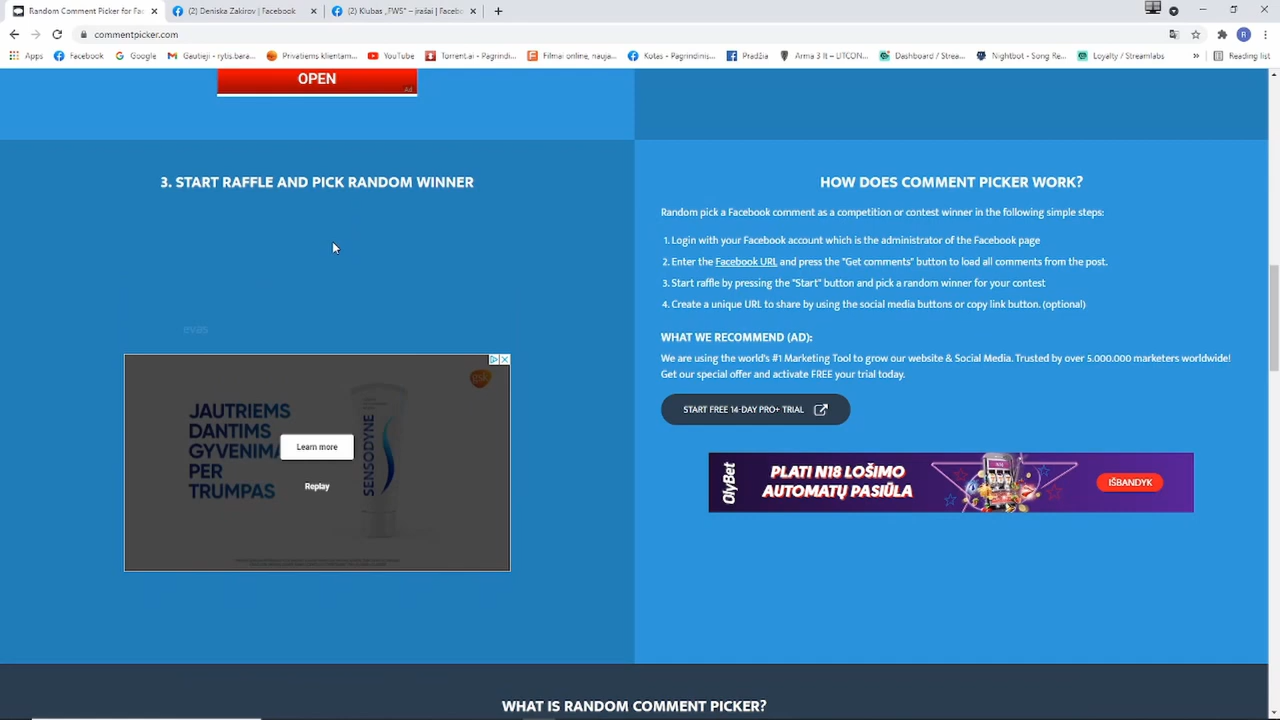 Random Comment Picker for Fac
(2) Deniska Zakirov | Facebook
(2) Klubas „FWS“ – įrašai | Facebo
commentpicker.com
Apps
Facebook
Google
Gautieji - rytis.bara...
Privatiems klientam...
YouTube
Torrent.ai - Pagrindi...
Filmai online, nauja...
Kotas • Pagrindinis...
Pradžia
Arma 3 lt – LITCON...
Dashboard / Strea...
Nightbot - Song Re...
Loyalty / Streamlabs
»
Reading list
OPEN
Ad
3. START RAFFLE AND PICK RANDOM WINNER
evas
JAUTRIEMS
DANTIMS
GYVENIMA
PER
TRUMPAS
SENSODYNE
gsk
Learn more
Replay
HOW DOES COMMENT PICKER WORK?
Random pick a Facebook comment as a competition or contest winner in the following simple steps:
1. Login with your Facebook account which is the administrator of the Facebook page
2. Enter the Facebook URL and press the "Get comments" button to load all comments from the post.
3. Start raffle by pressing the "Start" button and pick a random winner for your contest
4. Create a unique URL to share by using the social media buttons or copy link button. (optional)
WHAT WE RECOMMEND (AD):
We are using the world's #1 Marketing Tool to grow our website & Social Media. Trusted by over 5.000.000 marketers worldwide!
Get our special offer and activate FREE your trial today.
START FREE 14-DAY PRO+ TRIAL
OlyBet
PLATI N18 LOŠIMO
AUTOMATŲ PASIŪLA
IŠBANDYK
WHAT IS RANDOM COMMENT PICKER?